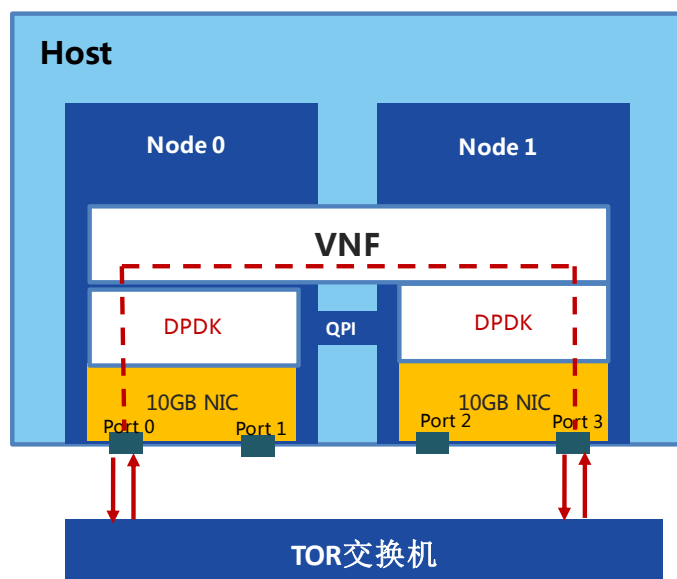 Host
Node 0
Node 1
VNF
DPDK
QPI
DPDK
10GB NIC
10GB NIC
Port 0
Port 1
Port 2
Port 3
TOR交换机